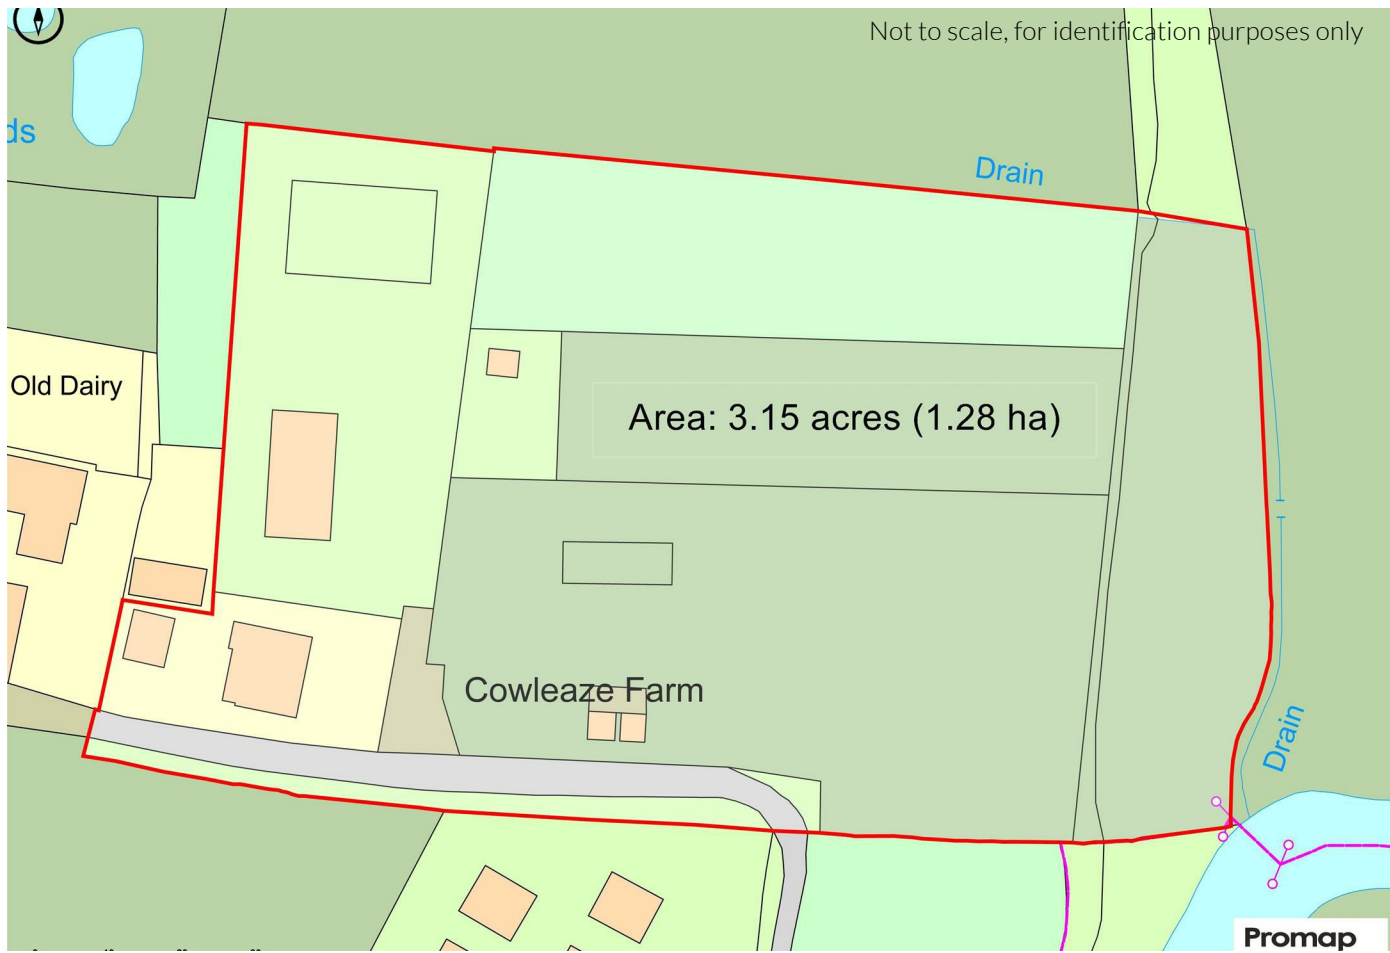 Not to scale, for identification purposes only
ds
Drain
Old Dairy
Area: 3.15 acres (1.28 ha)
Cowleaze Farm
Drain
Promap